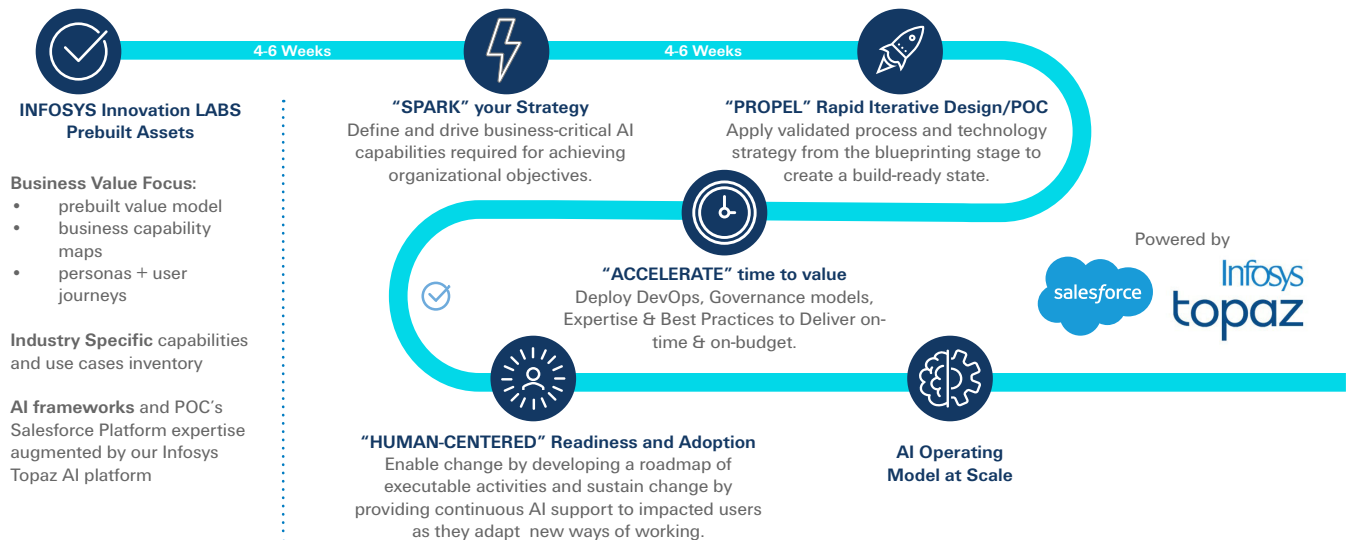 4-6 Weeks
4-6 Weeks
INFOSYS Innovation LABS
Prebuilt Assets
Business Value Focus:
• prebuilt value model
• business capability
maps
• personas + user
journeys
Industry Specific capabilities
and use cases inventory
AI frameworks and POC's
Salesforce Platform expertise
augmented by our Infosys
Topaz AI platform
“SPARK” your Strategy
Define and drive business-critical AI
capabilities required for achieving
organizational objectives.
“PROPEL” Rapid Iterative Design/POC
Apply validated process and technology
strategy from the blueprinting stage to
create a build-ready state.
“ACCELERATE” time to value
Deploy DevOps, Governance models,
Expertise & Best Practices to Deliver on-
time & on-budget.
Powered by
salesforce
Infosys
topaz
“HUMAN-CENTERED” Readiness and Adoption
Enable change by developing a roadmap of
executable activities and sustain change by
providing continuous AI support to impacted users
as they adapt  new ways of working.
AI Operating
Model at Scale